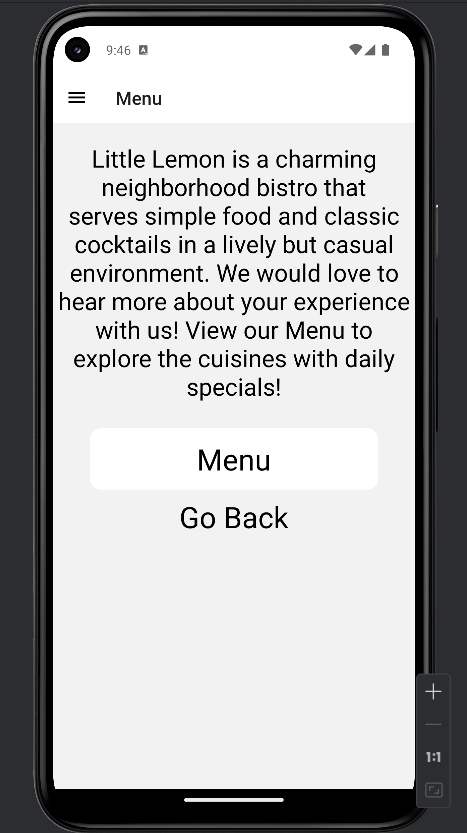 9:46 A
Menu
Little Lemon is a charming
neighborhood bistro that
serves simple food and classic
cocktails in a lively but casual
environment. We would love to
hear more about your experience
with us! View our Menu to
explore the cuisines with daily
specials!
Menu
Go Back
1:1